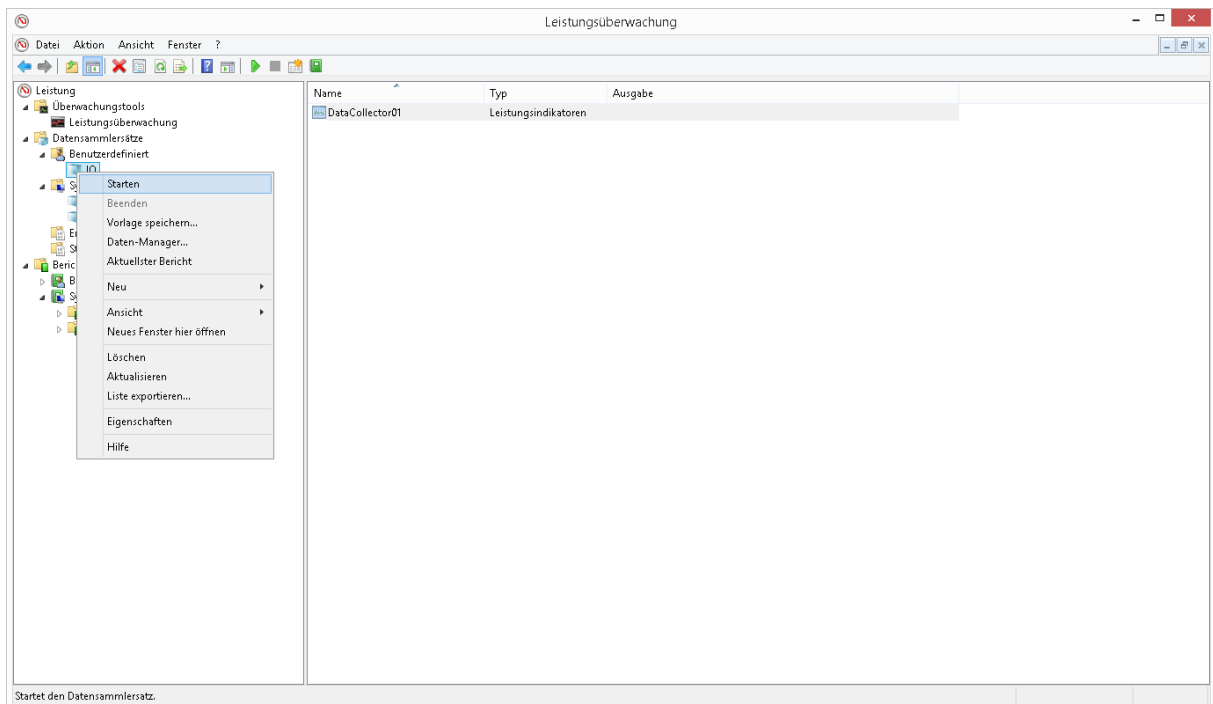 Leistungsüberwachung
Datei Aktion Ansicht Fenster ?
Leistung
Überwachungstools
Leistungsüberwachung
Datensammlersätze
Benutzerdefiniert
IO
Starten
Beenden
Vorlage speichern...
Daten-Manager...
Aktuellster Bericht
Neu
Ansicht
Neues Fenster hier öffnen
Löschen
Aktualisieren
Liste exportieren...
Eigenschaften
Hilfe
Name Typ Ausgabe
DataCollector01 Leistungsindikatoren
Startet den Datensammlersatz.